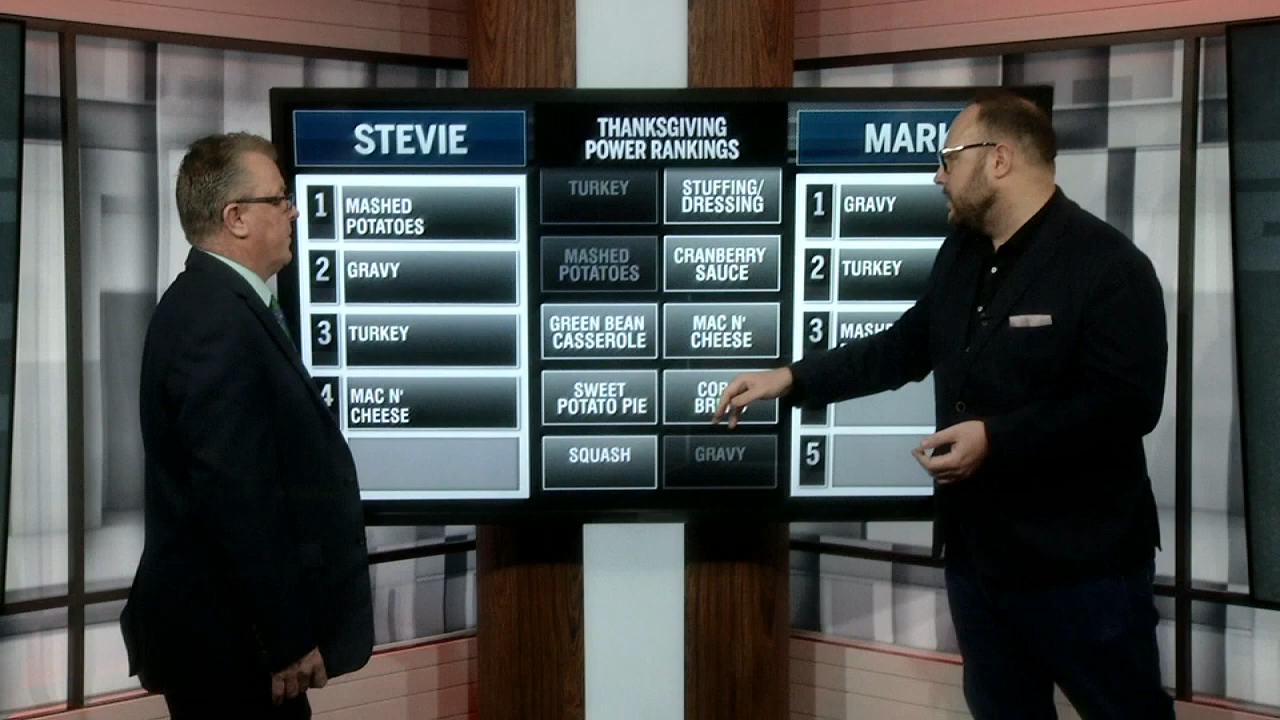 STEVIE
1
MASHED
POTATOES
2
GRAVY
3
TURKEY
4
MAC N'
CHEESE
THANKSGIVING
POWER RANKINGS
TURKEY
STUFFING/
DRESSING
MASHED
POTATOES
CRANBERRY
SAUCE
GREEN BEAN
CASSEROLE
MAC N'
CHEESE
SWEET
POTATO PIE
SQUASH
GRAVY
1
GRAVY
2
TURKEY
3
5